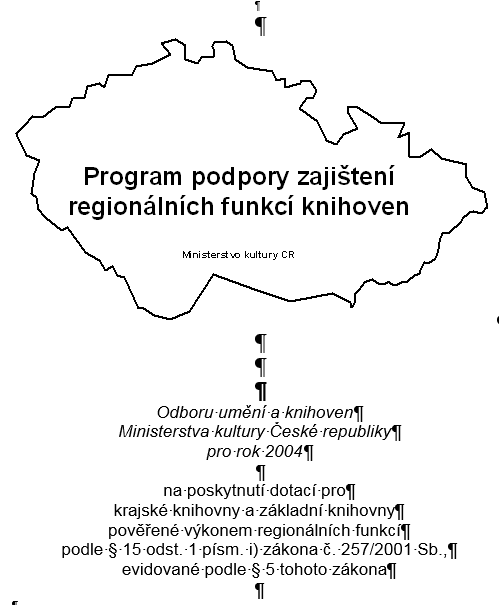 Program podpory zajištení
regionálních funkcí knihoven
Ministerstvo kultury CR
Odboru umění a knihoven¶
Ministerstva kultury České republiky¶
pro rok 2004¶
na poskytnutí dotací pro¶
krajské knihovny a základní knihovny¶
pověřené výkonem regionálních funkcí¶
podle § 15 odst. 1 písm. i) zákona č. 257/2001 Sb.,¶
evidované podle § 5 tohoto zákona¶